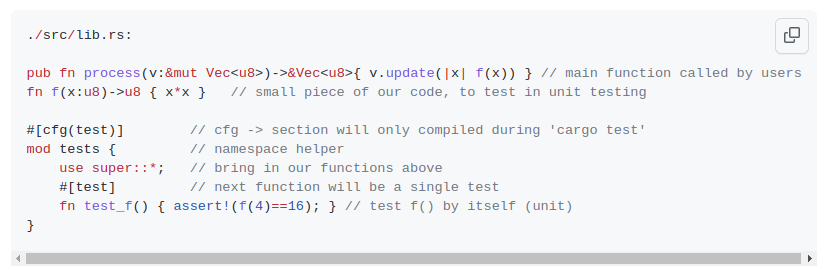 ./src/lib.rs:

pub fn process(v:&mut Vec<u8>)->&Vec<u8>{ v.update(|x| f(x)) } // main function called by users
fn f(x:u8)->u8 { x*x }   // small piece of our code, to test in unit testing

#[cfg(test)]        // cfg -> section will only compiled during 'cargo test'
mod tests {         // namespace helper
    use super::*;   // bring in our functions above
    #[test]         // next function will be a single test
    fn test_f() { assert!(f(4)==16); } // test f() by itself (unit)
}